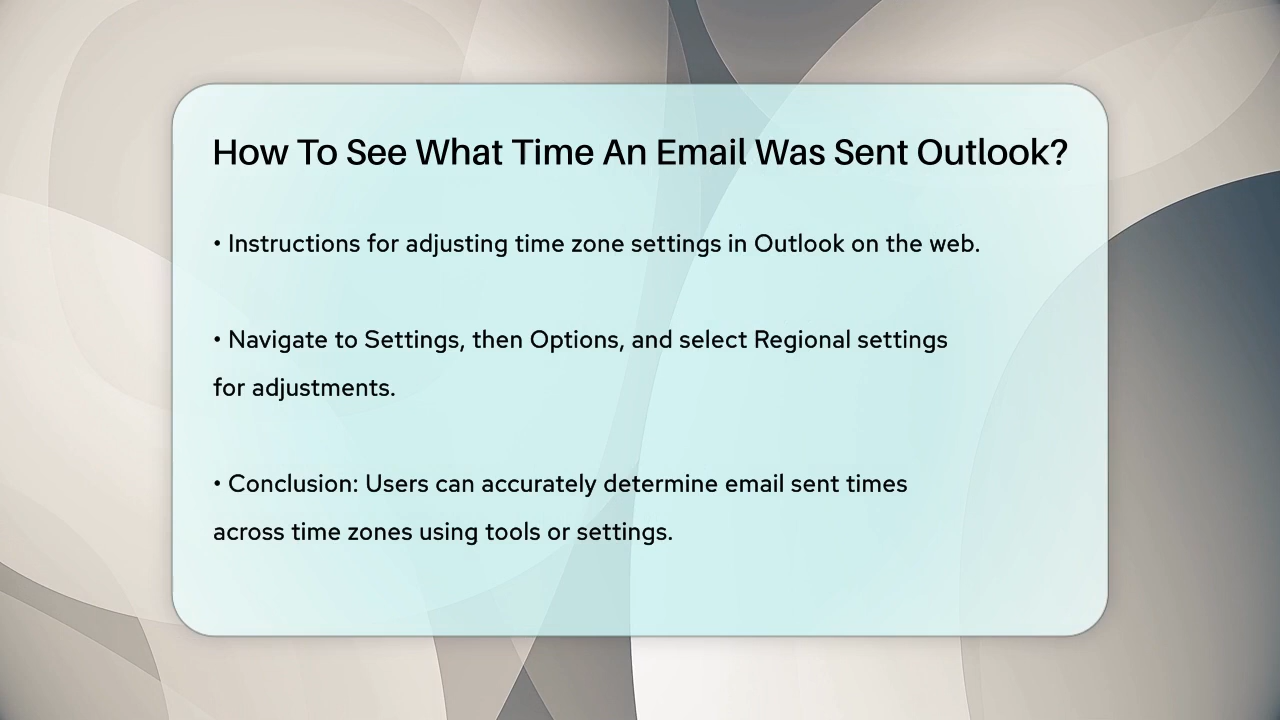 How To See What Time An Email Was Sent Outlook?
• Instructions for adjusting time zone settings in Outlook on the web.
• Navigate to Settings, then Options, and select Regional settings
for adjustments.
• Conclusion: Users can accurately determine email sent times
across time zones using tools or settings.